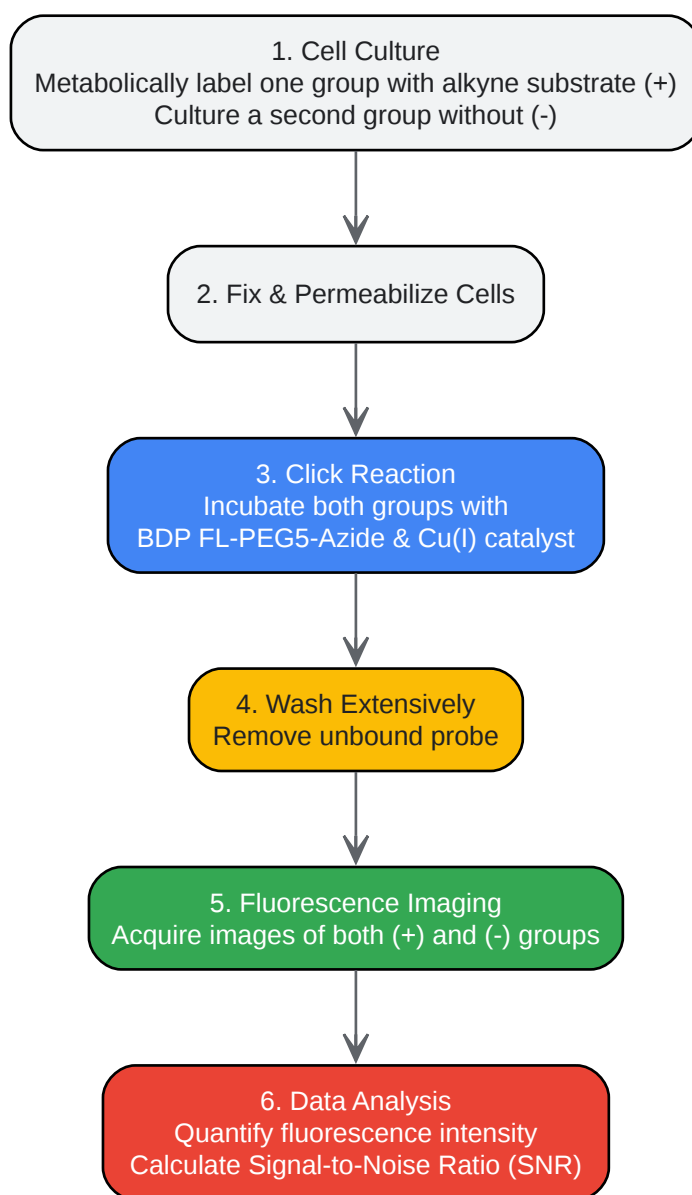 1. Cell Culture
Metabolically label one group with alkyne substrate (+)
Culture a second group without (-)
2. Fix & Permeabilize Cells
3. Click Reaction
Incubate both groups with
BDP FL-PEG5-Azide & Cu(I) catalyst
4. Wash Extensively
Remove unbound probe
5. Fluorescence Imaging
Acquire images of both (+) and (-) groups
6. Data Analysis
Quantify fluorescence intensity
Calculate Signal-to-Noise Ratio (SNR)